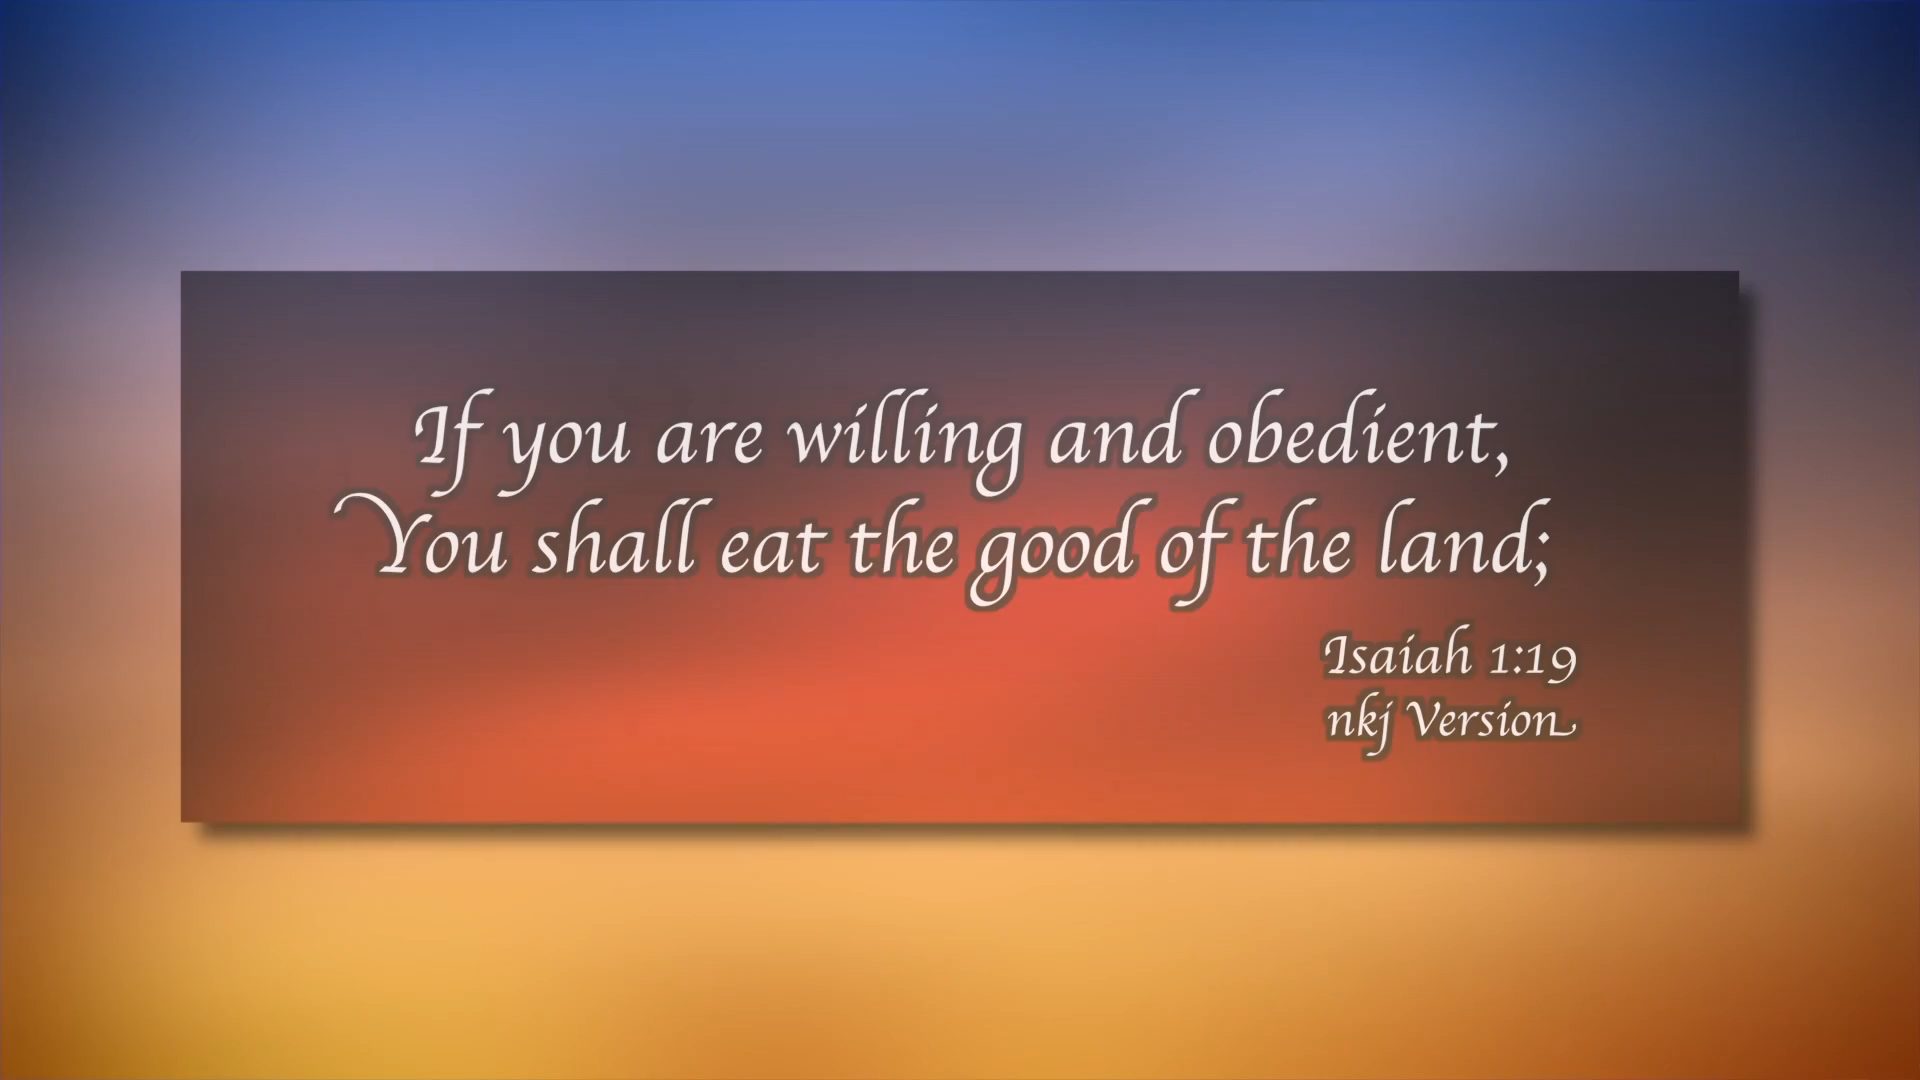 If you are willing and obedient,
You shall eat the good of the land;
Isaiah 1:19
nkj Version